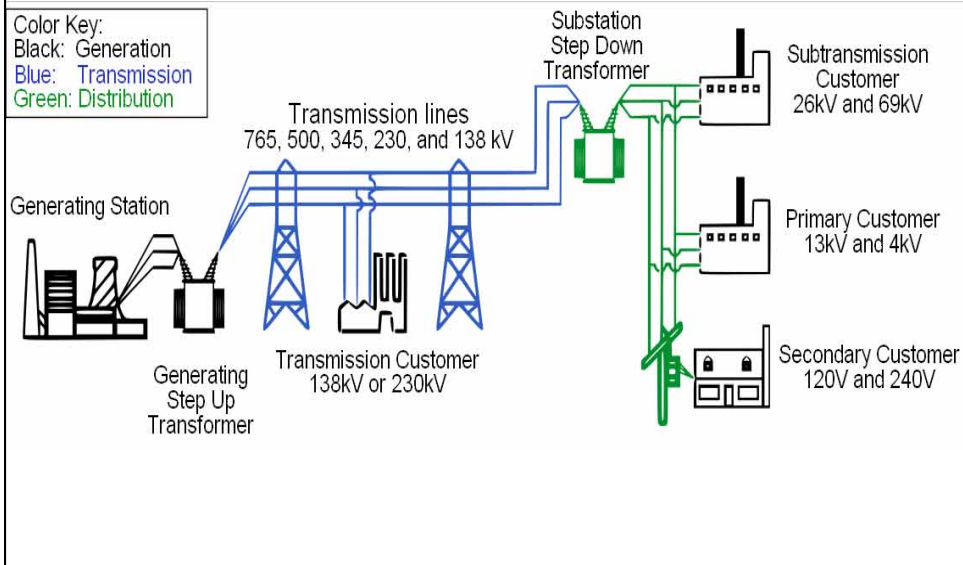 Color Key:
Black: Generation
Blue: Transmission
Green: Distribution
Substation
Step Down
Transformer
Subtransmission
Customer
26kV and 69kV
Transmission lines
765, 500, 345, 230, and 138 kV
Generating Station
Primary Customer
13kV and 4kV
Transmission Customer
138kV or 230kV
Secondary Customer
120V and 240V
Generating
Step Up
Transformer